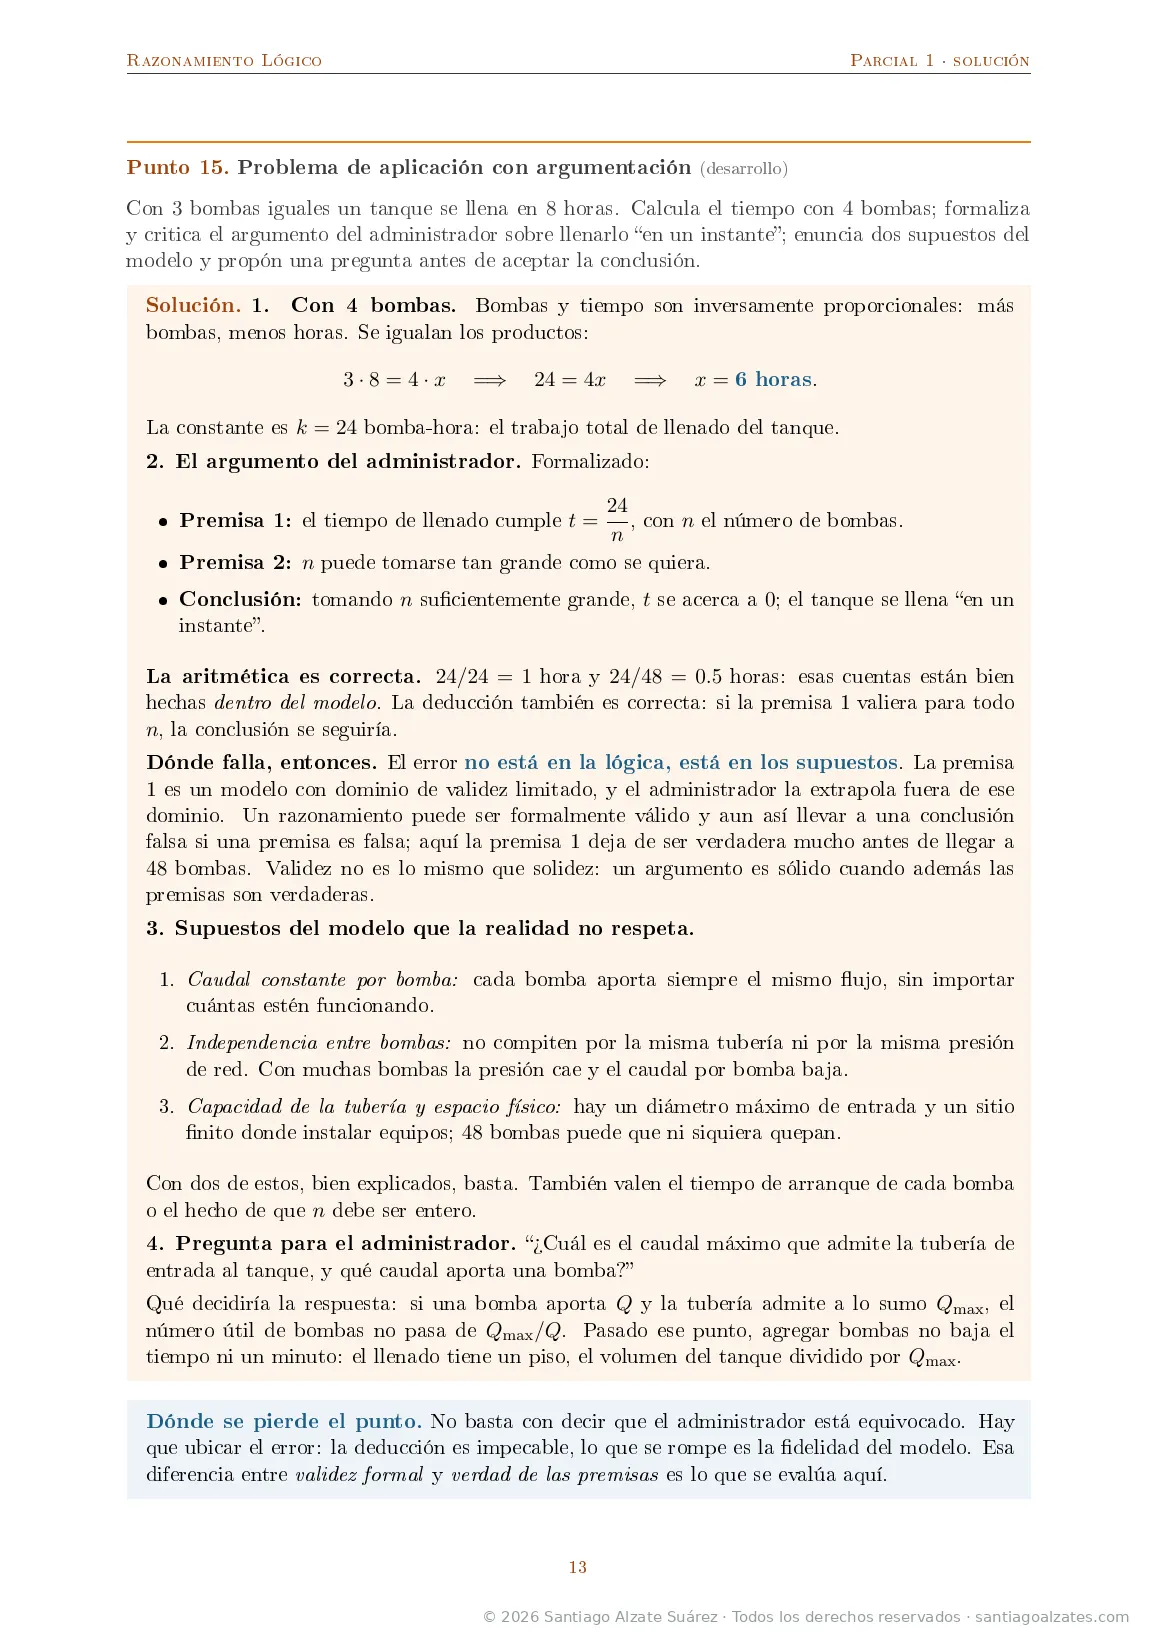 Razonamiento Lógico
Parcial 1 · solución
Punto 15. Problema de aplicación con argumentación (desarrollo)
Con 3 bombas iguales un tanque se llena en 8 horas. Calcula el tiempo con 4 bombas; formaliza
y critica el argumento del administrador sobre llenarlo “en un instante”; enuncia dos supuestos del
modelo y propón una pregunta antes de aceptar la conclusión.
Solución. 1. Con 4 bombas. Bombas y tiempo son inversamente proporcionales: más
bombas, menos horas. Se igualan los productos:
3 · 8 = 4 · x ⟹ 24 = 4x ⟹ x = 6 horas.
La constante es k = 24 bomba-hora: el trabajo total de llenado del tanque.
2. El argumento del administrador. Formalizado:
• Premisa 1: el tiempo de llenado cumple t = 24/n, con n el número de bombas.
• Premisa 2: n puede tomarse tan grande como se quiera.
• Conclusión: tomando n suficientemente grande, t se acerca a 0; el tanque se llena “en un
instante”.
La aritmética es correcta. 24/24 = 1 hora y 24/48 = 0.5 horas: esas cuentas están bien
hechas dentro del modelo. La deducción también es correcta: si la premisa 1 valiera para todo
n, la conclusión se seguiría.
Dónde falla, entonces. El error no está en la lógica, está en los supuestos. La premisa
1 es un modelo con dominio de validez limitado, y el administrador la extrapola fuera de ese
dominio. Un razonamiento puede ser formalmente válido y aun así llevar a una conclusión
falsa si una premisa es falsa; aquí la premisa 1 deja de ser verdadera mucho antes de llegar a
48 bombas. Validez no es lo mismo que solidez: un argumento es sólido cuando además las
premisas son verdaderas.
3. Supuestos del modelo que la realidad no respeta.
1. Caudal constante por bomba: cada bomba aporta siempre el mismo flujo, sin importar
cuántas estén funcionando.
2. Independencia entre bombas: no compiten por la misma tubería ni por la misma presión
de red. Con muchas bombas la presión cae y el caudal por bomba baja.
3. Capacidad de la tubería y espacio físico: hay un diámetro máximo de entrada y un sitio
finito donde instalar equipos; 48 bombas puede que ni siquiera quepan.
Con dos de estos, bien explicados, basta. También valen el tiempo de arranque de cada bomba
o el hecho de que n debe ser entero.
4. Pregunta para el administrador. “¿Cuál es el caudal máximo que admite la tubería de
entrada al tanque, y qué caudal aporta una bomba?”
Qué decidiría la respuesta: si una bomba aporta Q y la tubería admite a lo sumo Qmax, el
número útil de bombas no pasa de Qmax/Q. Pasado ese punto, agregar bombas no baja el
tiempo ni un minuto: el llenado tiene un piso, el volumen del tanque dividido por Qmax.
Dónde se pierde el punto. No basta con decir que el administrador está equivocado. Hay
que ubicar el error: la deducción es impecable, lo que se rompe es la fidelidad del modelo. Esa
diferencia entre validez formal y verdad de las premisas es lo que se evalúa aquí.
13
© 2026 Santiago Alzate Suárez · Todos los derechos reservados · santiagoalzates.com